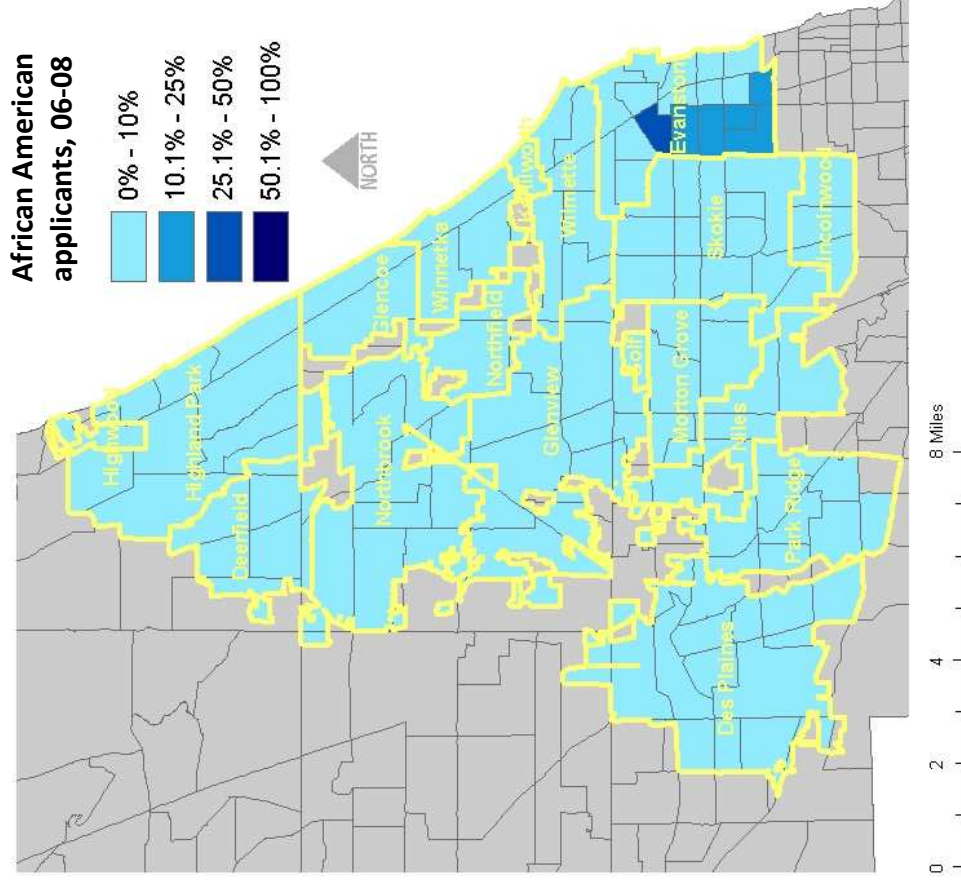 African American
applicants, 06-08
0% - 10%
10.1% - 25%
25.1% - 50%
50.1% - 100%
NORTH
Highwood
Highland Park
Deerfield
Glencoe
Northbrook
Winnetka
Northfield
Wilmette
Glenview
Golf
Evanston
Skokie
Morton Grove
Niles
Lincolnwood
Park Ridge
Des Plaines
0 2 4 8 Miles